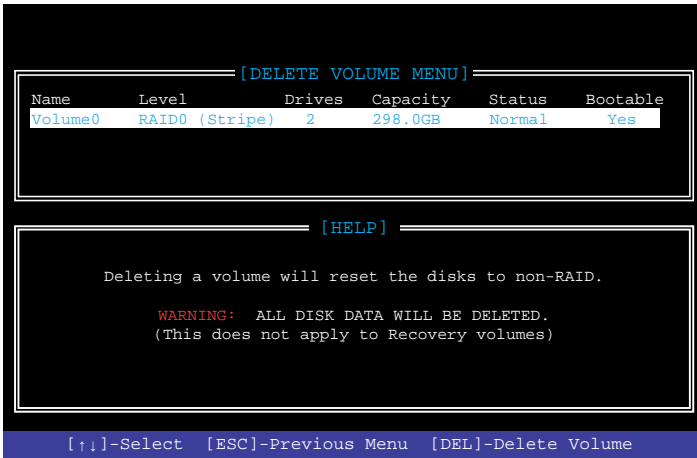 [DELETE VOLUME MENU]
Name Level Drives Capacity Status Bootable
Volume0 RAID0 (Stripe) 2 298.0GB Normal Yes
[HELP]
Deleting a volume will reset the disks to non-RAID.
WARNING: ALL DISK DATA WILL BE DELETED.
(This does not apply to Recovery volumes)
[↑↓]-Select [ESC]-Previous Menu [DEL]-Delete Volume